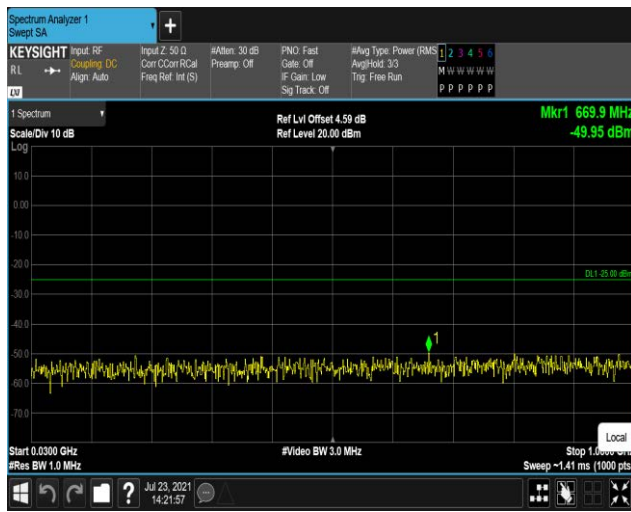 Spectrum Analyzer 1
Swept SA
+
KEYSIGHT Input: RF Input Z: 50 Ω #Atten: 30 dB PNO: Fast #Avg Type: Power (RMS 1 2 3 4 5 6
RL Coupling: DC Corr CCorr RCal Preamp: Off Gate: Off Avg|Hold: 3/3 M W W W W W
Align: Auto Freq Ref: Int (S) IF Gain: Low Trig: Free Run
Sig Track: Off P P P P P P
LXI
1 Spectrum Ref Lvl Offset 4.59 dB Mkr1 669.9 MHz
Scale/Div 10 dB Ref Level 20.00 dBm -49.95 dBm
Log
10.0
0.00
-10.0
-20.0
DL1 -25.00 dBm
-30.0
-40.0
1
-50.0
-60.0
-70.0
Local
Start 0.0300 GHz #Video BW 3.0 MHz Stop
#Res BW 1.0 MHz Sweep ~1.41 ms (1000 pts
? Jul 23, 2021
14:21:57